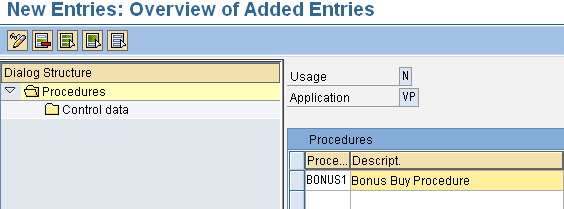 New Entries: Overview of Added Entries
Dialog Structure
Procedures
Control data
Usage N
Application VP
Procedures
Proce... Descript.
BONUS1 Bonus Buy Procedure